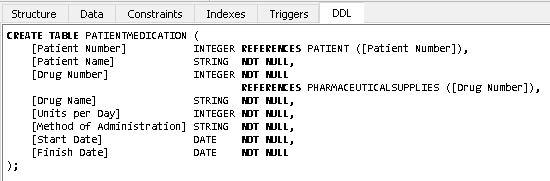 Structure Data Constraints Indexes Triggers DDL
CREATE TABLE PATIENTMEDICATION (
    [Patient Number]           INTEGER REFERENCES PATIENT ([Patient Number]),
    [Patient Name]             STRING  NOT NULL,
    [Drug Number]              INTEGER NOT NULL
                                       REFERENCES PHARMACEUTICALSUPPLIES ([Drug Number]),
    [Drug Name]                STRING  NOT NULL,
    [Units per Day]            INTEGER NOT NULL,
    [Method of Administration] STRING  NOT NULL,
    [Start Date]               DATE    NOT NULL,
    [Finish Date]              DATE    NOT NULL
);